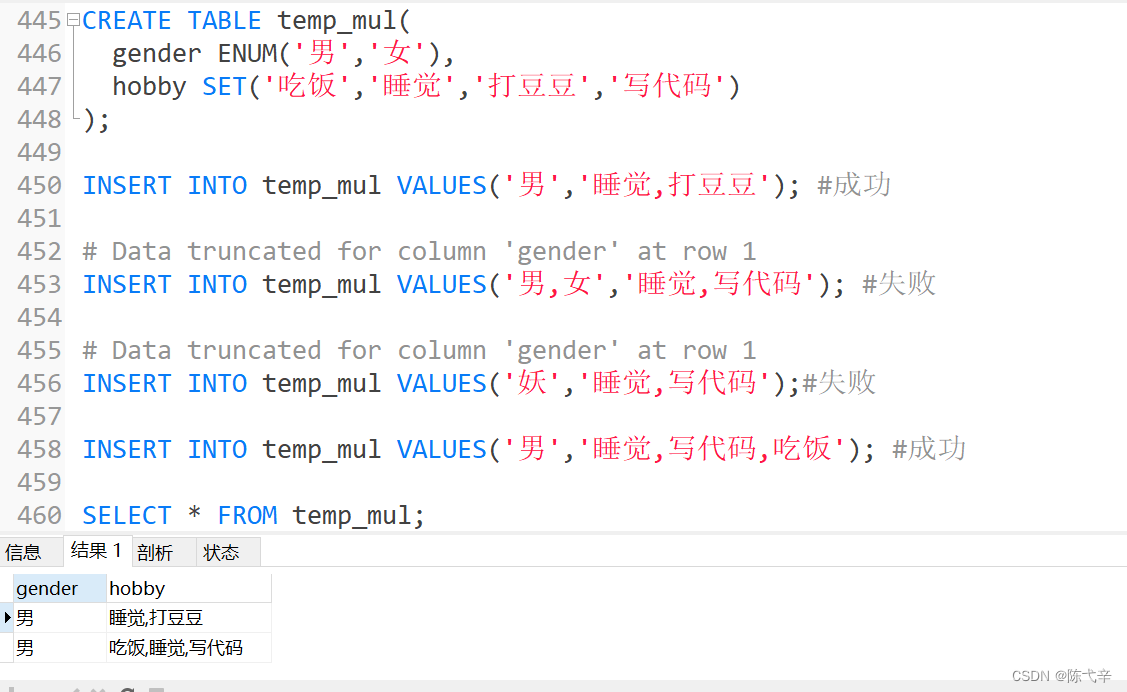 445 CREATE TABLE temp_mul(
446 gender ENUM('男','女'),
447 hobby SET('吃饭','睡觉','打豆豆','写代码')
448 );
449
450 INSERT INTO temp_mul VALUES('男','睡觉,打豆豆'); #成功
451
452 # Data truncated for column 'gender' at row 1
453 INSERT INTO temp_mul VALUES('男,女','睡觉,写代码'); #失败
454
455 # Data truncated for column 'gender' at row 1
456 INSERT INTO temp_mul VALUES('妖','睡觉,写代码');#失败
457
458 INSERT INTO temp_mul VALUES('男','睡觉,写代码,吃饭'); #成功
459
460 SELECT * FROM temp_mul;
信息 结果 1 剖析 状态
gender hobby
男 睡觉,打豆豆
男 吃饭,睡觉,写代码
CSDN @陈弋辛